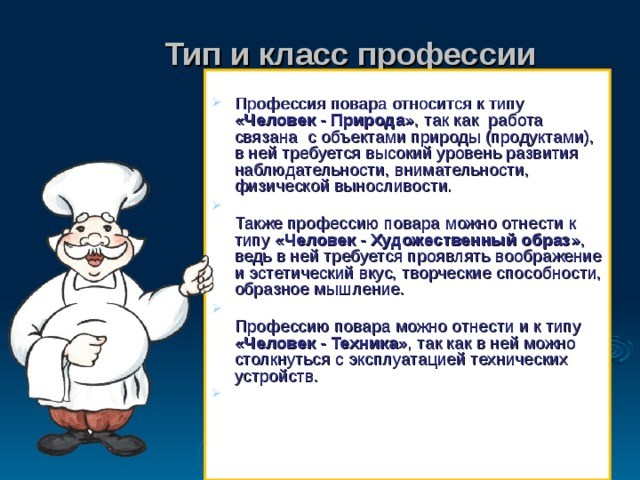 Тип и класс профессии
Профессия повара относится к типу
«Человек - Природа», так как работа
связана с объектами природы (продуктами),
в ней требуется высокий уровень развития
наблюдательности, внимательности,
физической выносливости.
Также профессию повара можно отнести к
типу «Человек - Художественный образ»,
ведь в ней требуется проявлять воображение
и эстетический вкус, творческие способности,
образное мышление.
Профессию повара можно отнести и к типу
«Человек - Техника», так как в ней можно
столкнуться с эксплуатацией технических
устройств.